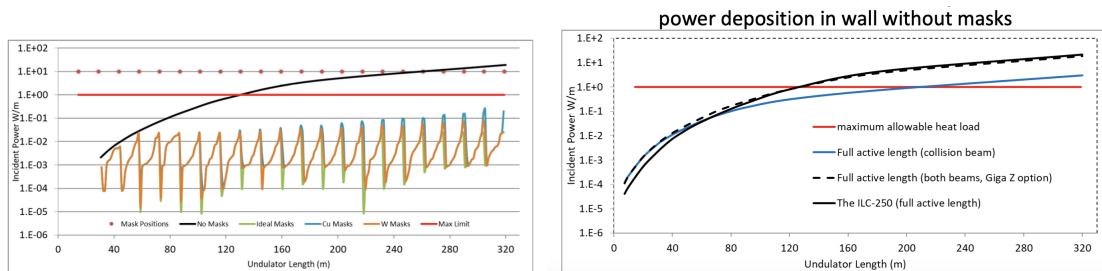 power deposition in wall without masks
1.E+02
1.E+01
1.E+00
1.E-01
1.E-02
1.E-03
1.E-04
1.E-05
1.E-06
Incident Power W/m
Mask Positions No Masks Ideal Masks Cu Masks W Masks Max Limit
0 40 80 120 160 200 240 280 320
Undulator Length (m)
1.E+2
1.E+1
1.E+0
1.E-1
1.E-2
1.E-3
1.E-4
1.E-5
1.E-6
Incident Power W/m
maximum allowable heat load
Full active length (collision beam)
Full active length (both beams, Giga Z option)
The ILC-250 (full active length)
0 40 80 120 160 200 240 280 320
Undulator Length (m)